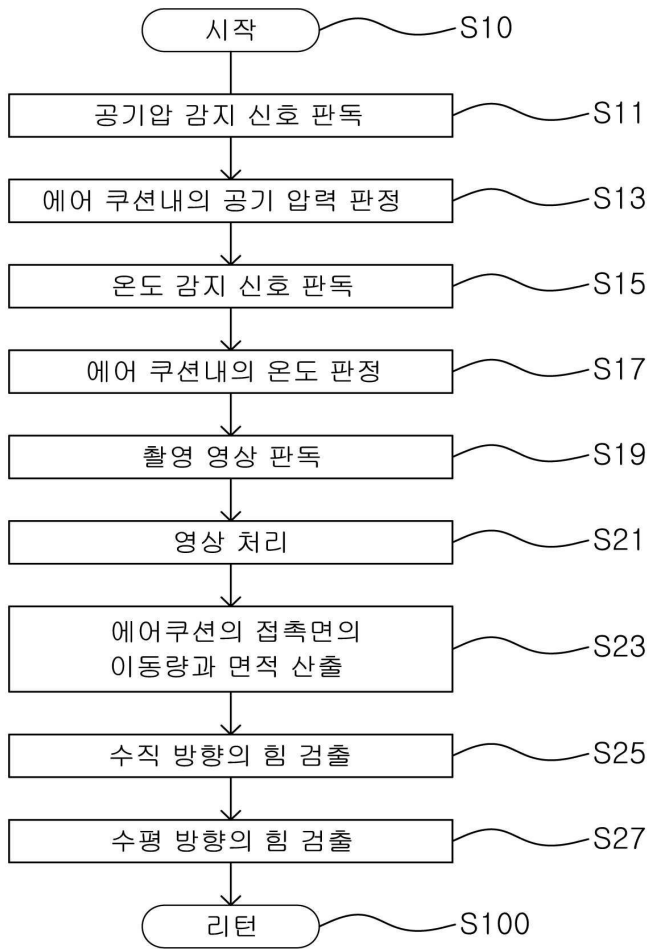 시작 S10
공기압 감지 신호 판독 S11
에어 쿠션내의 공기 압력 판정 S13
온도 감지 신호 판독 S15
에어 쿠션내의 온도 판정 S17
촬영 영상 판독 S19
영상 처리 S21
에어쿠션의 접촉면의
이동량과 면적 산출 S23
수직 방향의 힘 검출 S25
수평 방향의 힘 검출 S27
리턴 S100